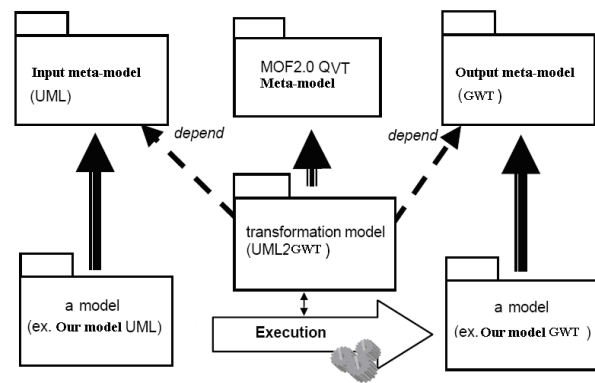 Input meta-model
(UML)
MOF2.0 QVT
Meta-model
Output meta-model
(GWT)
depend
depend
transformation model
(UML2GWT)
a model
(ex. Our model UML)
Execution
a model
(ex. Our model GWT)